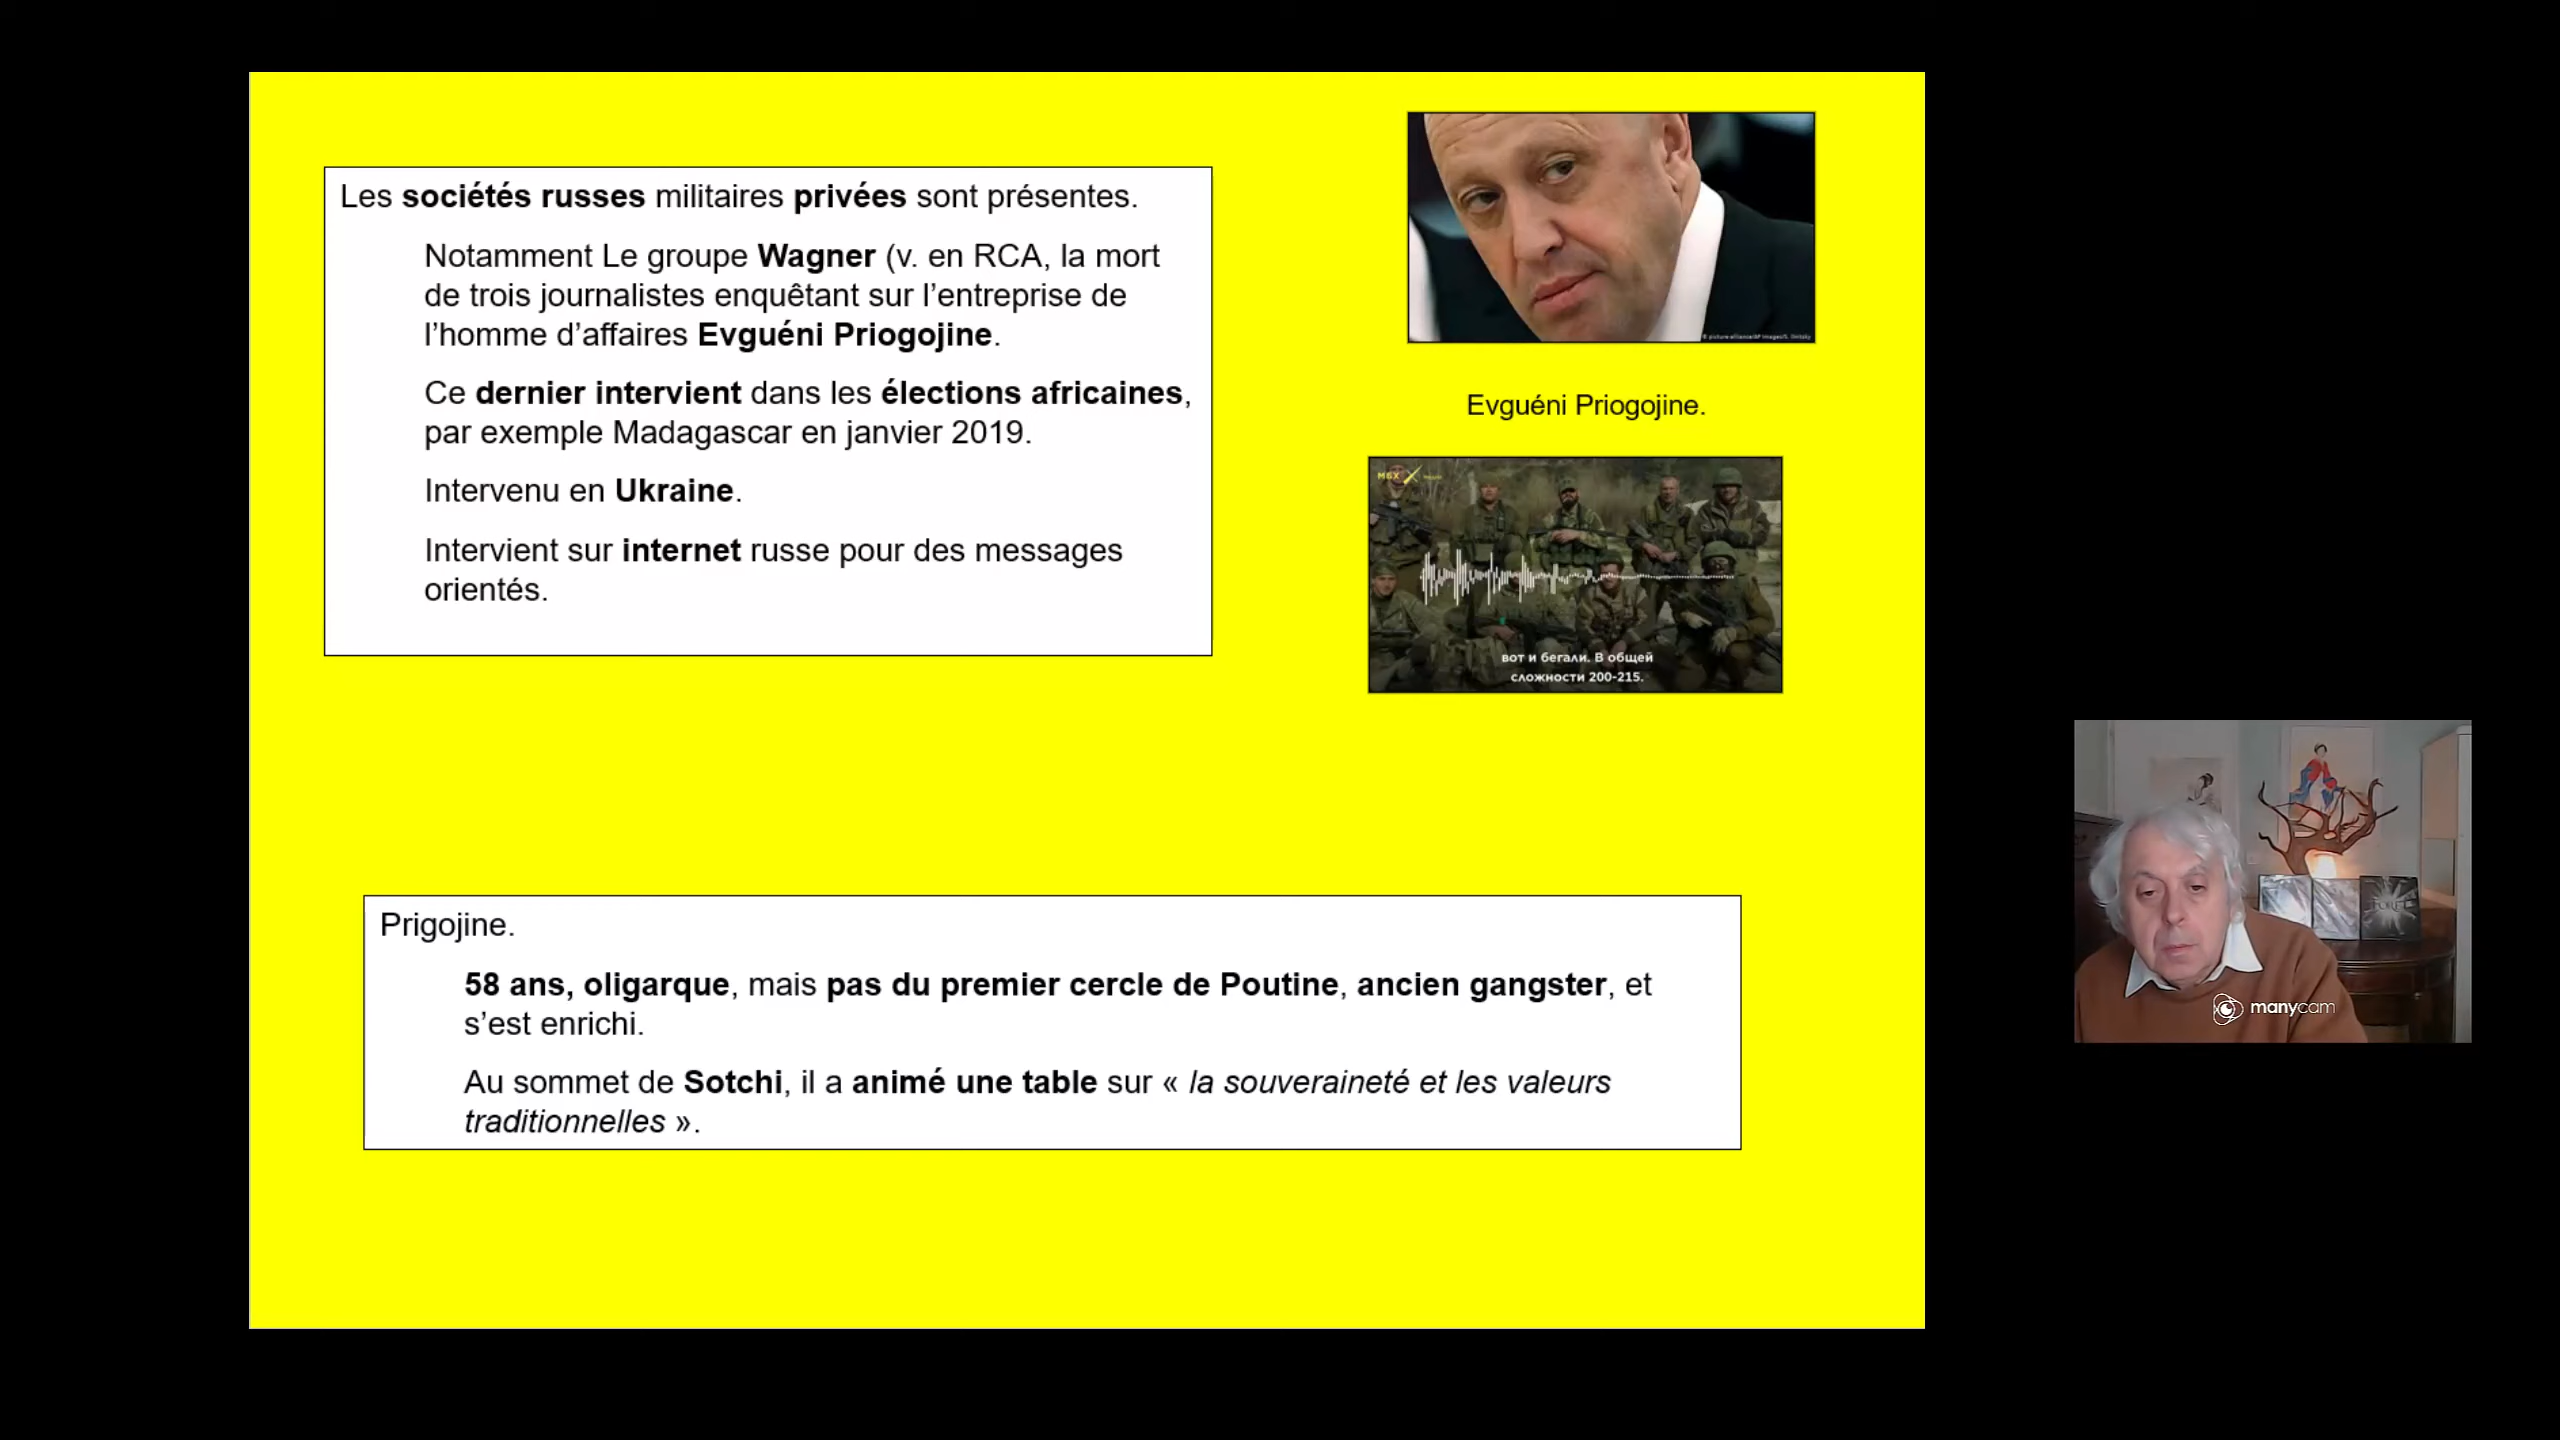 Les sociétés russes militaires privées sont présentes.
Notamment Le groupe Wagner (v. en RCA, la mort
de trois journalistes enquêtant sur l’entreprise de
l’homme d’affaires Evguéni Priogojine.
Ce dernier intervient dans les élections africaines,
par exemple Madagascar en janvier 2019.
Intervenu en Ukraine.
Intervient sur internet russe pour des messages
orientés.
Evguéni Priogojine.
МБХ
вот и бегали. В общей
сложности 200-215.
Prigojine.
58 ans, oligarque, mais pas du premier cercle de Poutine, ancien gangster, et
s’est enrichi.
Au sommet de Sotchi, il a animé une table sur « la souveraineté et les valeurs
traditionnelles ».
manycam